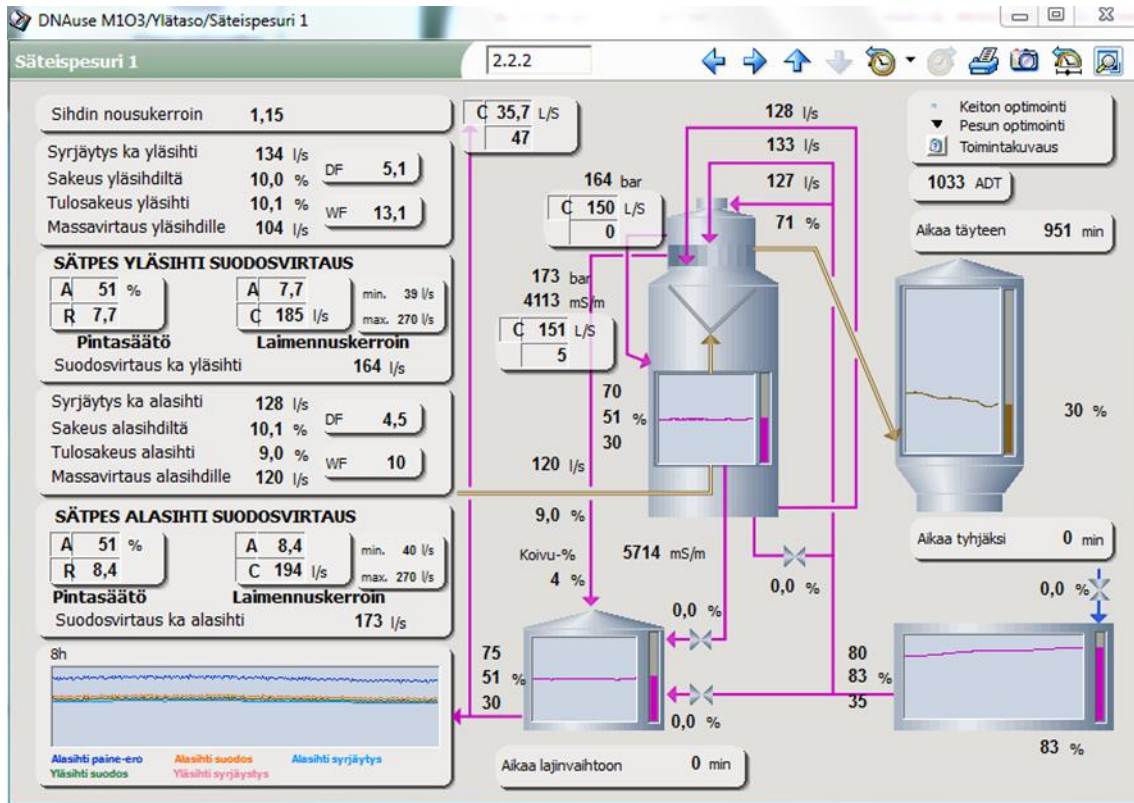 DNAuse M1O3/Ylätaso/Säteispesuri 1
Säteispesuri 1
2.2.2
Sihdin nousukerroin 1,15
Syrjäytys ka yläsihti 134 l/s
Sakeus yläsihdiltä 10,0 %
Tulosakeus yläsihti 10,1 %
Massavirtaus yläsihdille 104 l/s
DF 5,1
WF 13,1
SÄTPES YLÄSIHTI SUODOSVIRTAUS
A 51 %
R 7,7
A 7,7
C 185 l/s
min. 39 l/s
max. 270 l/s
Pintasäätö Laimennuskerroin
Suodosvirtaus ka yläsihti 164 l/s
Syrjäytys ka alasihti 128 l/s
Sakeus alasihdiltä 10,1 %
Tulosakeus alasihti 9,0 %
Massavirtaus alasihdille 120 l/s
DF 4,5
WF 10
SÄTPES ALASIHTI SUODOSVIRTAUS
A 51 %
R 8,4
A 8,4
C 194 l/s
min. 40 l/s
max. 270 l/s
Pintasäätö Laimennuskerroin
Suodosvirtaus ka alasihti 173 l/s
8h
Alasihti paine-ero Alasihti suodos Alasihti syrjäytys
Yläsihti suodos Yläsihti syrjäystys
C 35,7 L/S
47
128 l/s
133 l/s
127 l/s
164 bar
C 150 L/S
0
71 %
173 bar
4113 mS/m
C 151 L/S
5
70
51 %
30
120 l/s
9,0 %
Koivu-%
4 %
5714 mS/m
0,0 %
0,0 %
75
51 %
30
0,0 %
Aikaa lajinvaihtoon 0 min
Keiton optimointi
Pesun optimointi
Toimintakuvaus
1033 ADT
Aikaa täyteen 951 min
30 %
Aikaa tyhjäksi 0 min
0,0 %
80
83 %
35
83 %